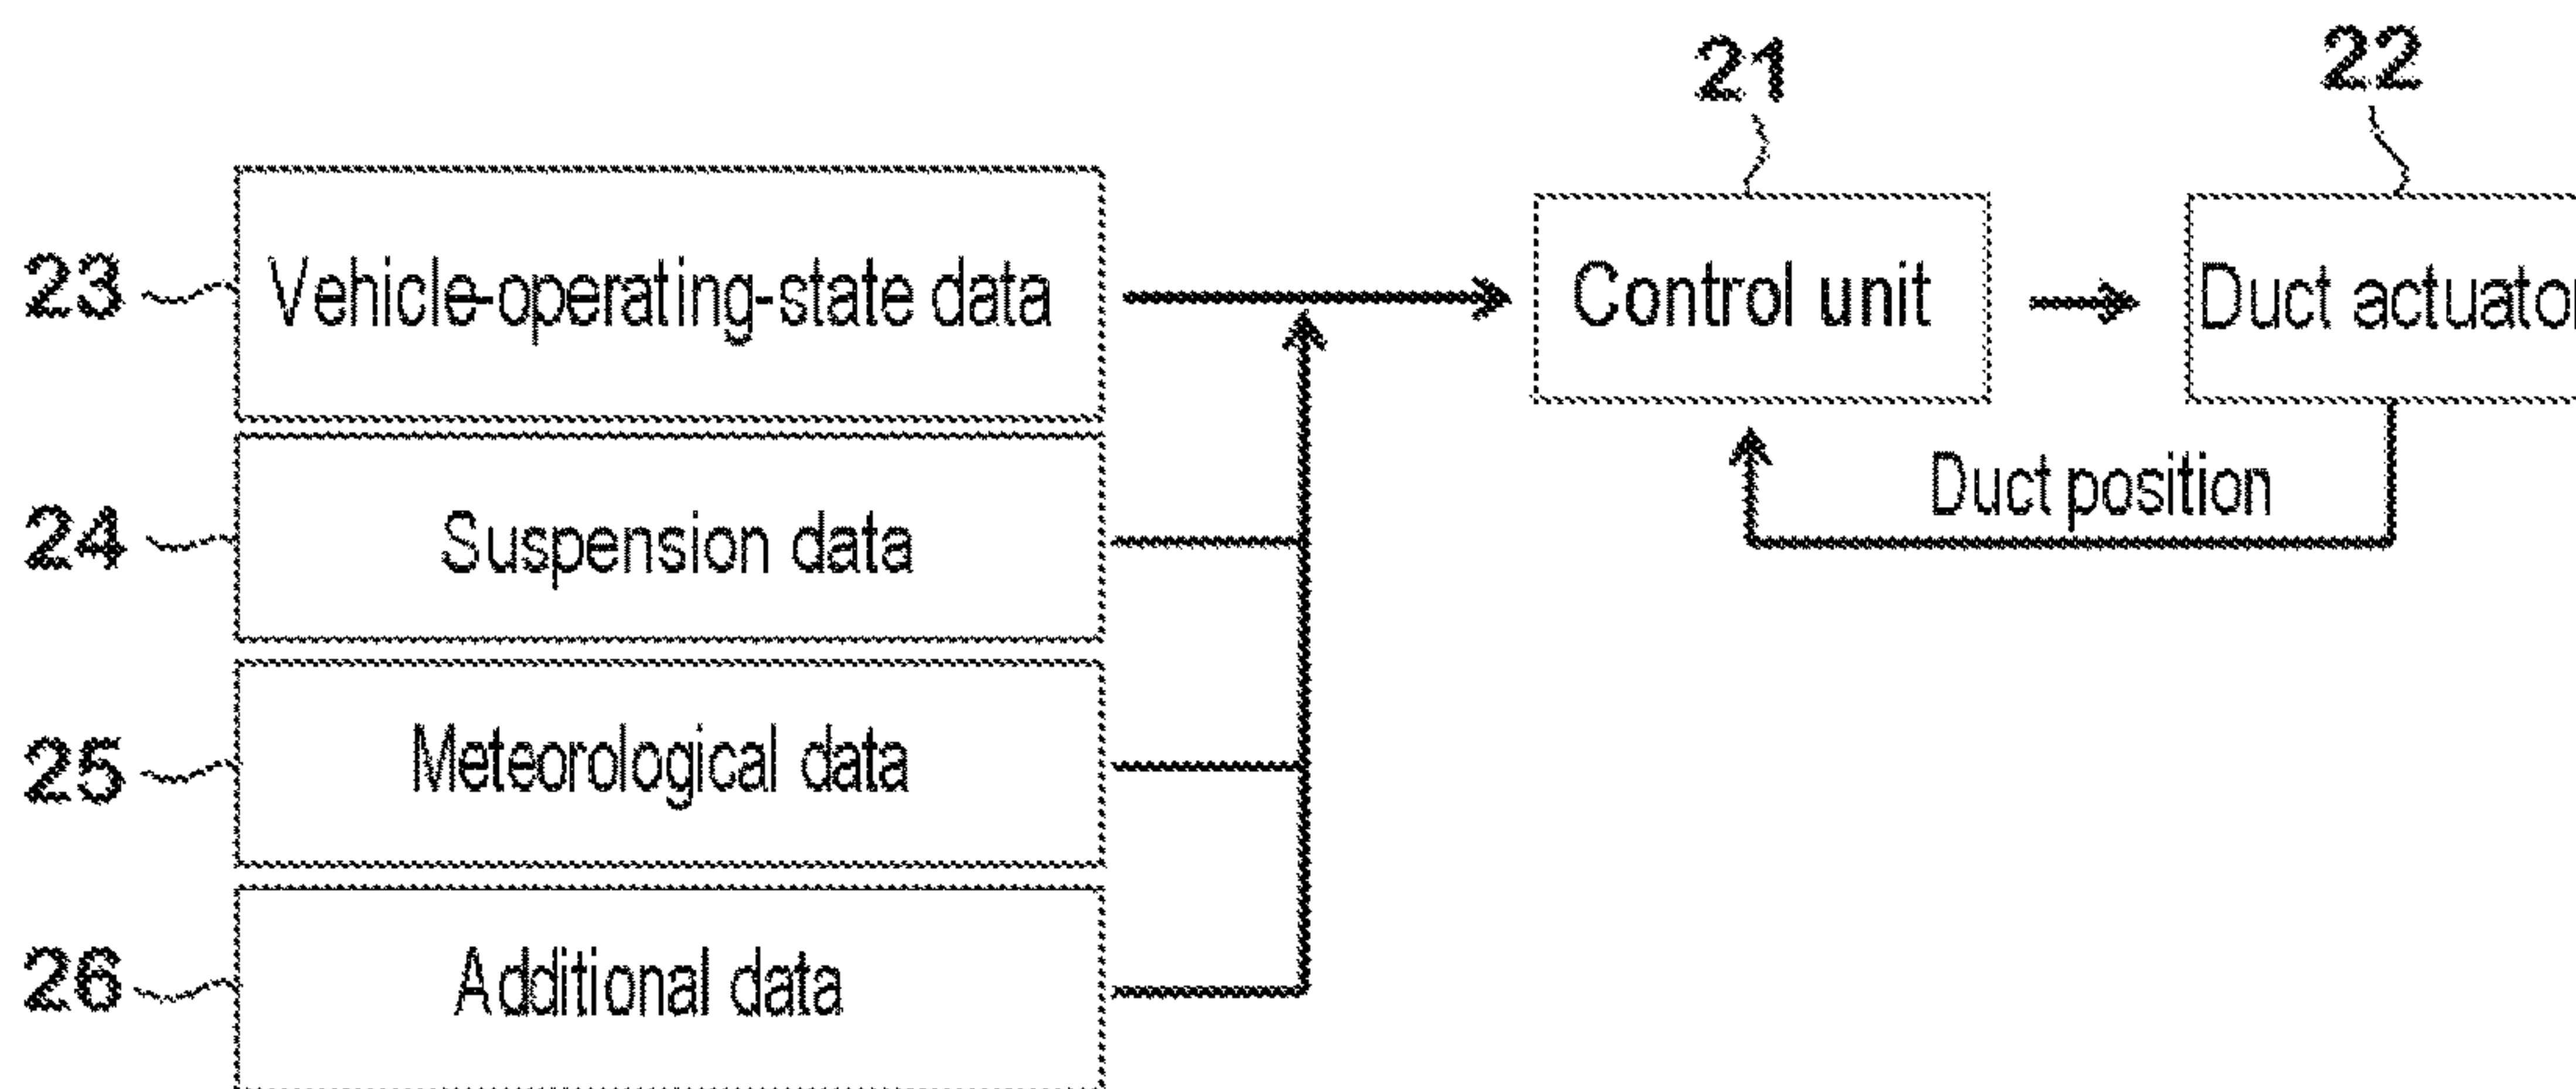 21
22
23
Vehicle-operating-state data
Control unit
Duct actuator
Duct position
24
Suspension data
25
Meteorological data
26
Additional data